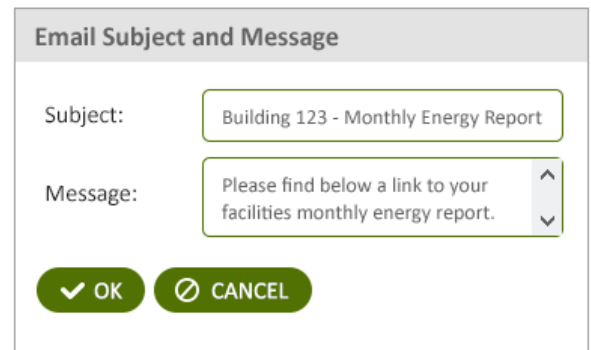 Email Subject and Message
Subject:
Building 123 - Monthly Energy Report
Message:
Please find below a link to your
facilities monthly energy report.
OK
CANCEL